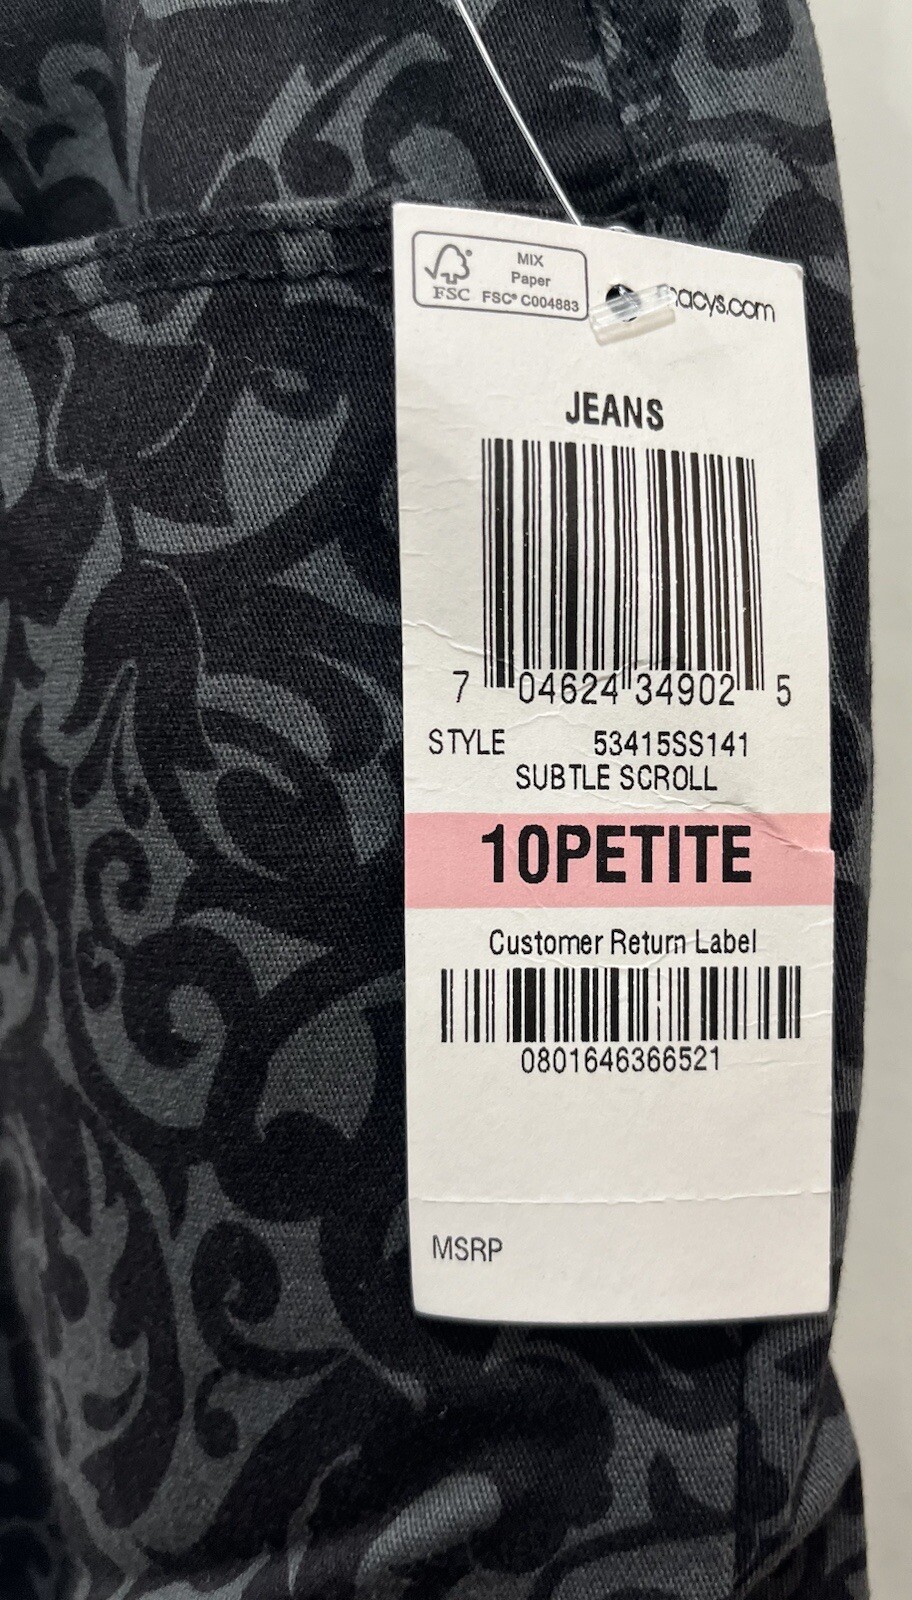 MIX
Paper
FSC FSC® C004883
macys.com
JEANS
7 04624 34902 5
STYLE 53415SS141
SUBTLE SCROLL
10PETITE
Customer Return Label
0801646366521
MSRP